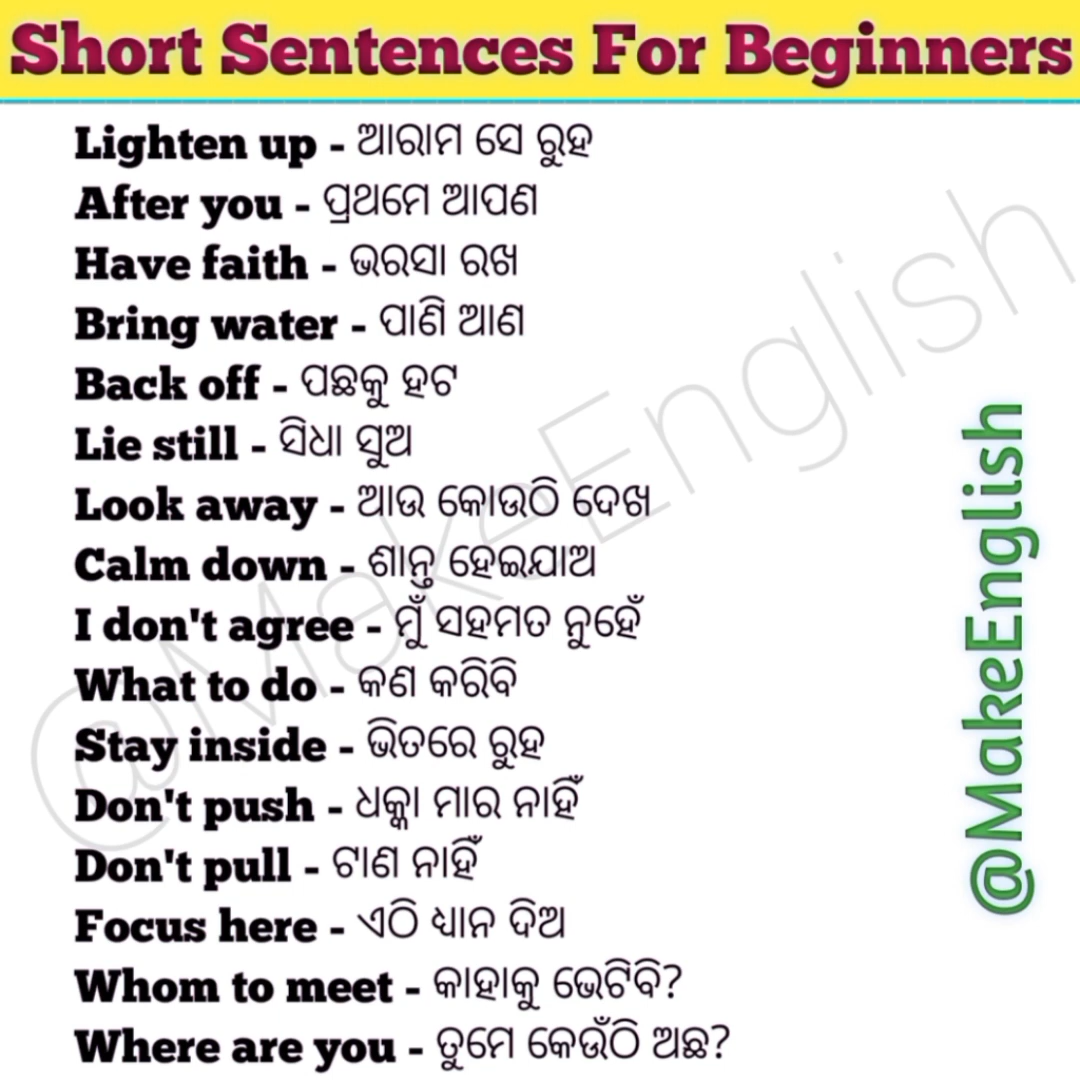 Short Sentences For Beginners
Lighten up - ଆରାମ ସେ ରୁହ
After you - ପ୍ରଥମେ ଆପଣ
Have faith - ଭରସା ରଖ
Bring water - ପାଣି ଆଣ
Back off - ପଛକୁ ହଟ
Lie still - ସିଧା ସୁଅ
Look away - ଆଉ କୋଉଠି ଦେଖ
Calm down - ଶାନ୍ତ ହେଇଯାଅ
I don't agree - ମୁଁ ସହମତ ନୁହେଁ
What to do - କଣ କରିବି
Stay inside - ଭିତରେ ରୁହ
Don't push - ଧକ୍କା ମାର ନାହିଁ
Don't pull - ଟାଣ ନାହିଁ
Focus here - ଏଠି ଧ୍ୟାନ ଦିଅ
Whom to meet - କାହାକୁ ଭେଟିବି?
Where are you - ତୁମେ କେଉଁଠି ଅଛ?
@MakeEnglish
@MakeEnglish